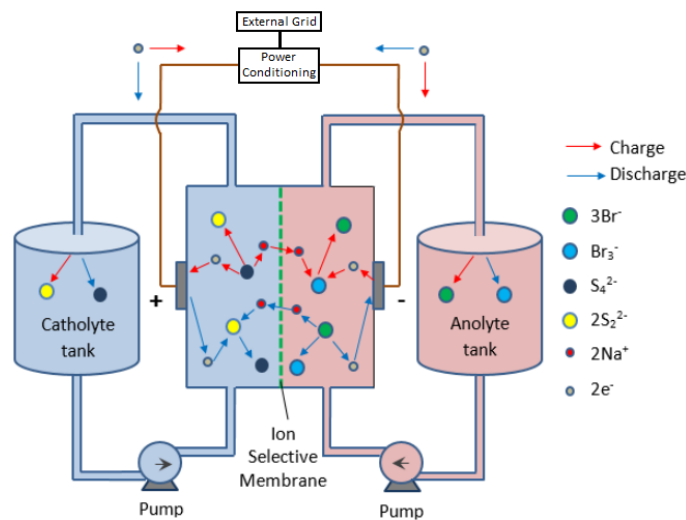 External Grid
Power
Conditioning
Charge
Discharge
3Br⁻
Br₃⁻
S₄²⁻
2S₂²⁻
2Na⁺
2e⁻
+
-
Catholyte
tank
Anolyte
tank
Ion
Selective
Membrane
Pump
Pump